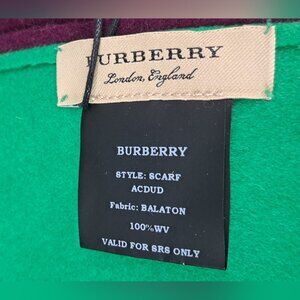 BURBERRY
London, England
BURBERRY
STYLE: SCARF
ACDUD
Fabric: BALATON
100%WV
VALID FOR SRS ONLY